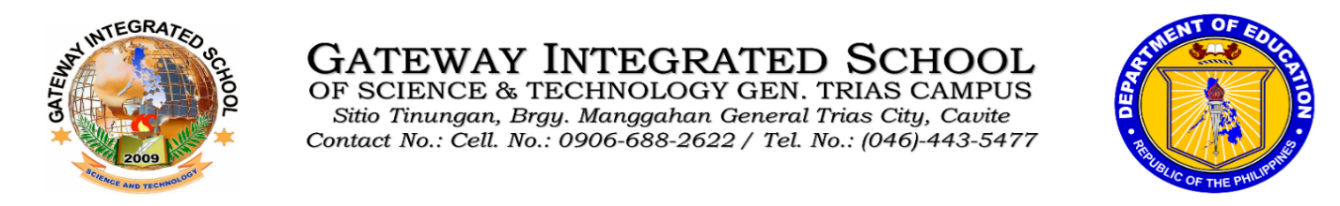 GATEWAY INTEGRATED SCHOOL
2009
SCIENCE AND TECHNOLOGY
GATEWAY INTEGRATED SCHOOL
OF SCIENCE & TECHNOLOGY GEN. TRIAS CAMPUS
Sitio Tinungan, Brgy. Manggahan General Trias City, Cavite
Contact No.: Cell. No.: 0906-688-2622 / Tel. No.: (046)-443-5477
DEPARTMENT OF EDUCATION
REPUBLIC OF THE PHILIPPINES